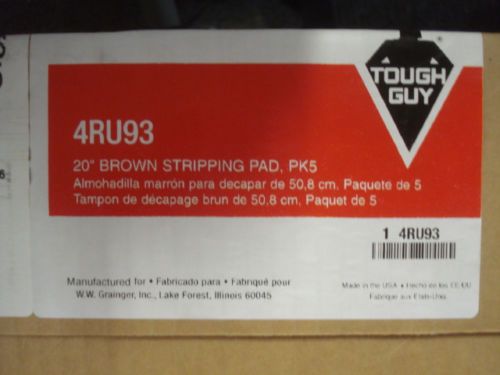 TOUGH
GUY
4RU93
20" BROWN STRIPPING PAD, PK5
Almohadilla marrón para decapar de 50,8 cm, Paquete de 5
Tampon de décapage brun de 50.8 cm, Paquet de 5
1 4RU93
Manufactured for • Fabricado para • Fabriqué pour
W.W. Grainger, Inc., Lake Forest, Illinois 60045
Made in the USA • Hecho en los EE.UU
Fabrique aux Etats-Unis